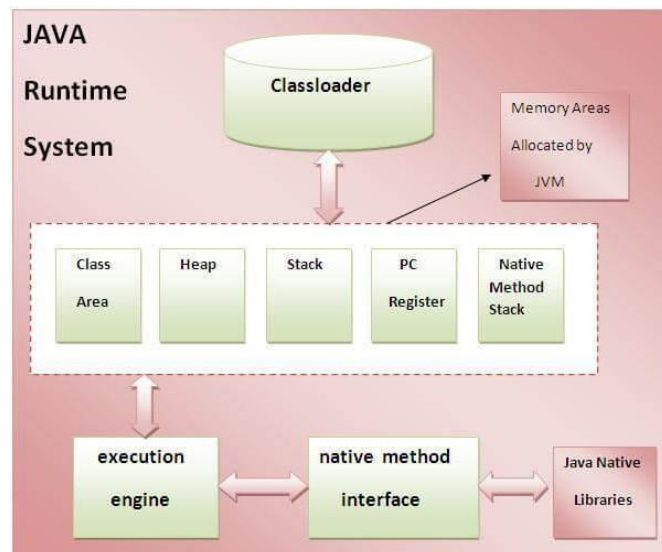 JAVA
Runtime
System
Classloader
Memory Areas
Allocated by
JVM
Class
Area
Heap
Stack
PC
Register
Native
Method
Stack
execution
engine
native method
interface
Java Native
Libraries